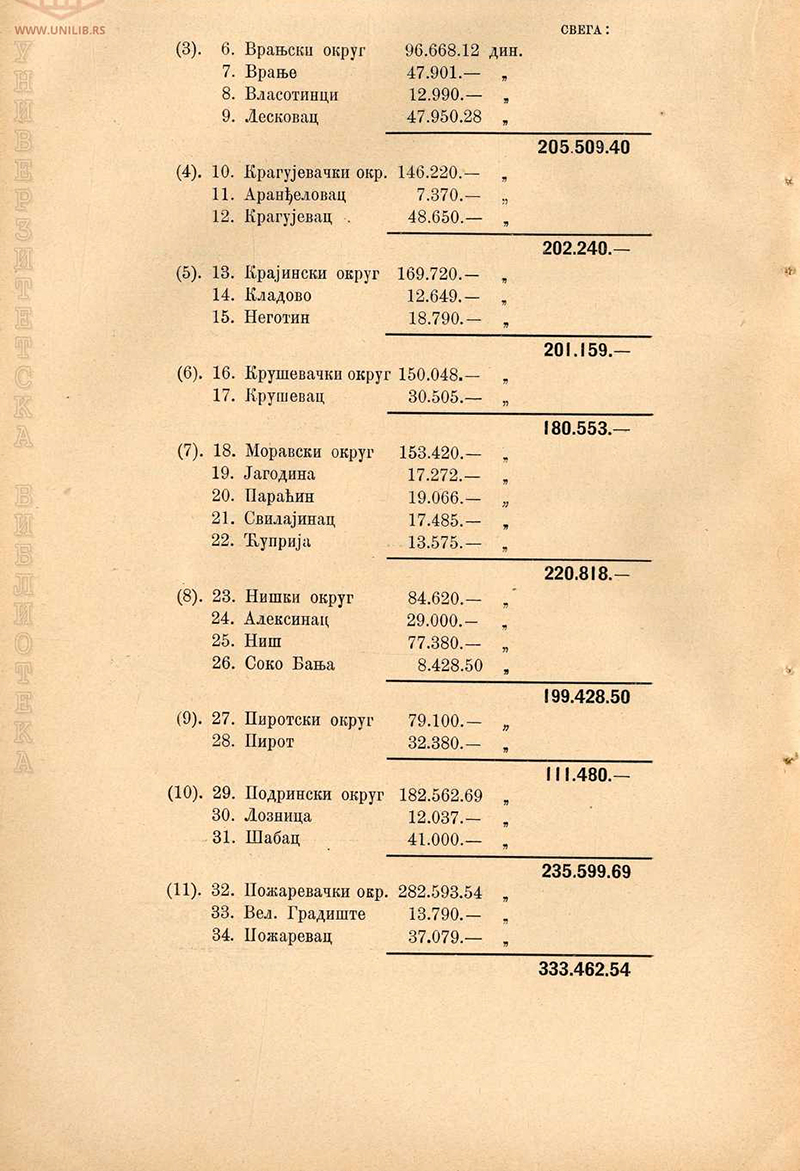 WWW.UNILIB.RS
УНИВЕРЗИТЕТСКА БИБЛИОТЕКА
СВЕГА:
(3). 6. Врањски округ 96.668.12 дин.
7. Врање 47.901.— „
8. Власотинци 12.990.— „
9. Лесковац 47.950.28 „
205.509.40
(4). 10. Крагујевачки окр. 146.220.— „
11. Аранђеловац 7.370.— „
12. Крагујевац . 48.650.— „
202.240.—
(5). 13. Крајински округ 169.720.— „
14. Кладово 12.649.— „
15. Неготин 18.790.— „
201.159.—
(6). 16. Крушевачки округ 150.048.— „
17. Крушевац 30.505.— „
180.553.—
(7). 18. Моравски округ 153.420.— „
19. Јагодина 17.272.— „
20. Параћин 19.066.— „
21. Свилајинац 17.485.— „
22. Ћуприја 13.575.— „
220.818.—
(8). 23. Нишки округ 84.620.— „
24. Алексинац 29.000.— „
25. Ниш 77.380.— „
26. Соко Бања 8.428.50 „
199.428.50
(9). 27. Пиротски округ 79.100.— „
28. Пирот 32.380.— „
111.480.—
(10). 29. Подрински округ 182.562.69 „
30. Лозница 12.037.— „
31. Шабац 41.000.— „
235.599.69
(11). 32. Пожаревачки окр. 282.593.54 „
33. Вел. Градиште 13.790.— „
34. Пожаревац 37.079.— „
333.462.54